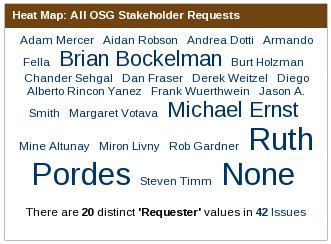 Heat Map: All OSG Stakeholder Requests
Adam Mercer Aidan Robson Andrea Dotti Armando
Fella Brian Bockelman Burt Holzman
Chander Sehgal Dan Fraser Derek Weitzel Diego
Alberto Rincon Yanez Frank Wuerthwein Jason A.
Smith Margaret Votava Michael Ernst
Mine Altunay Miron Livny Rob Gardner Ruth
Pordes Steven Timm None
There are 20 distinct 'Requester' values in 42 Issues